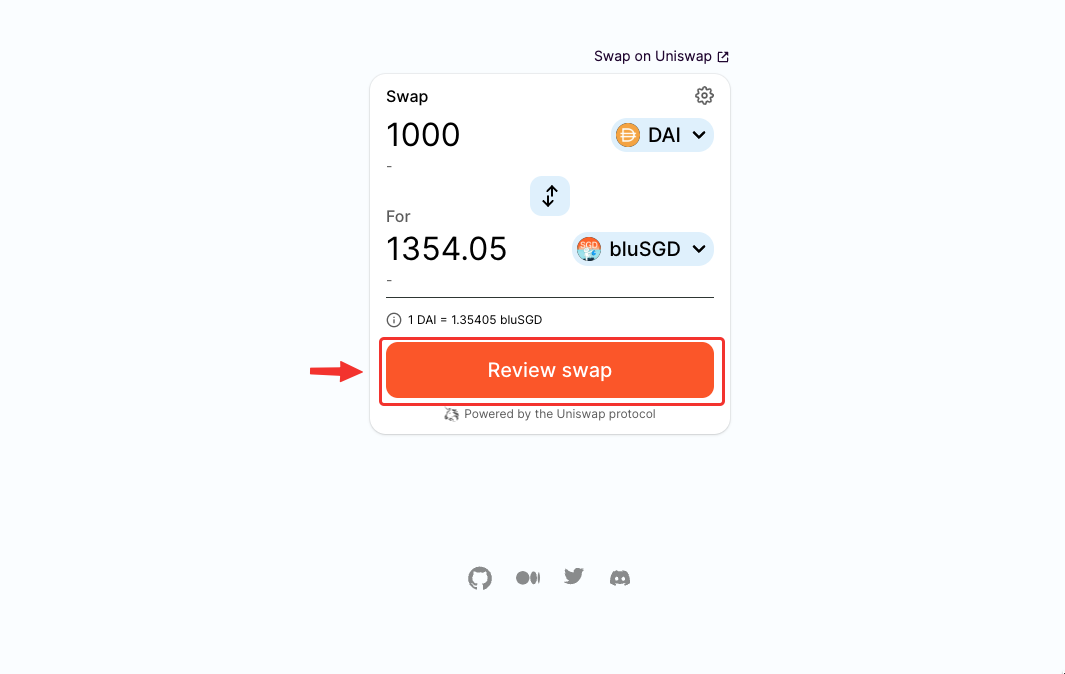 Swap on Uniswap
Swap
1000
DAI
-
For
1354.05
SGD
bluSGD
-
1 DAI = 1.35405 bluSGD
Review swap
Powered by the Uniswap protocol